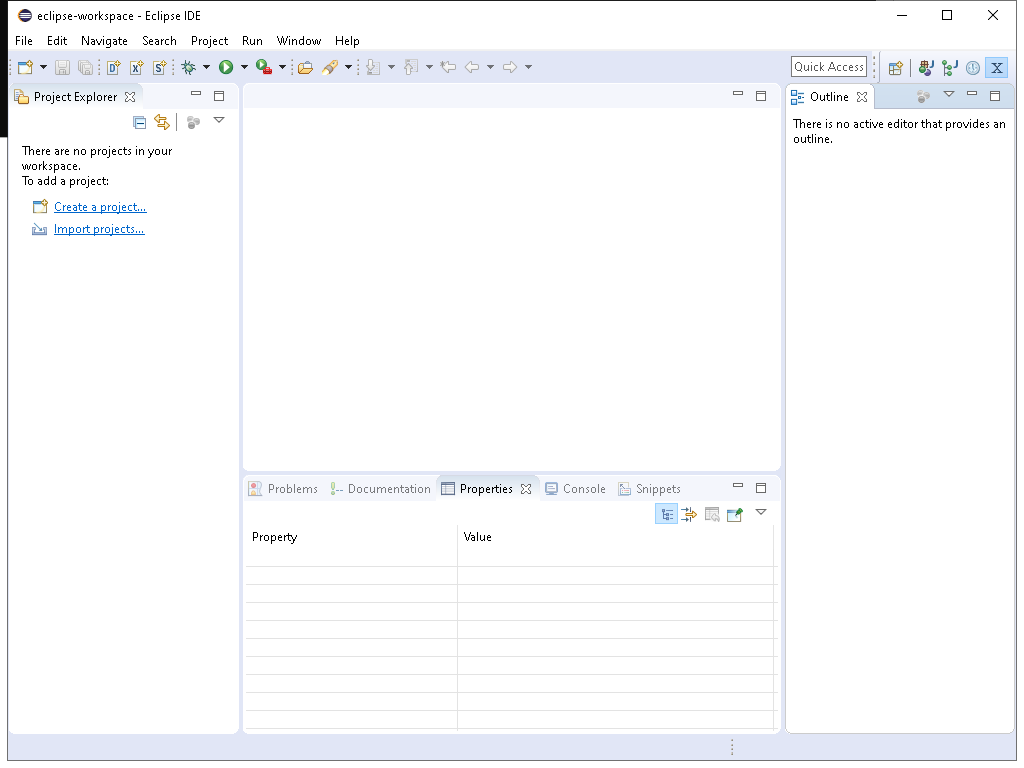 eclipse-workspace - Eclipse IDE
File Edit Navigate Search Project Run Window Help
Quick Access
Project Explorer
There are no projects in your
workspace.
To add a project:
Create a project...
Import projects...
Outline
There is no active editor that provides an
outline.
Problems Documentation Properties Console Snippets
Property Value